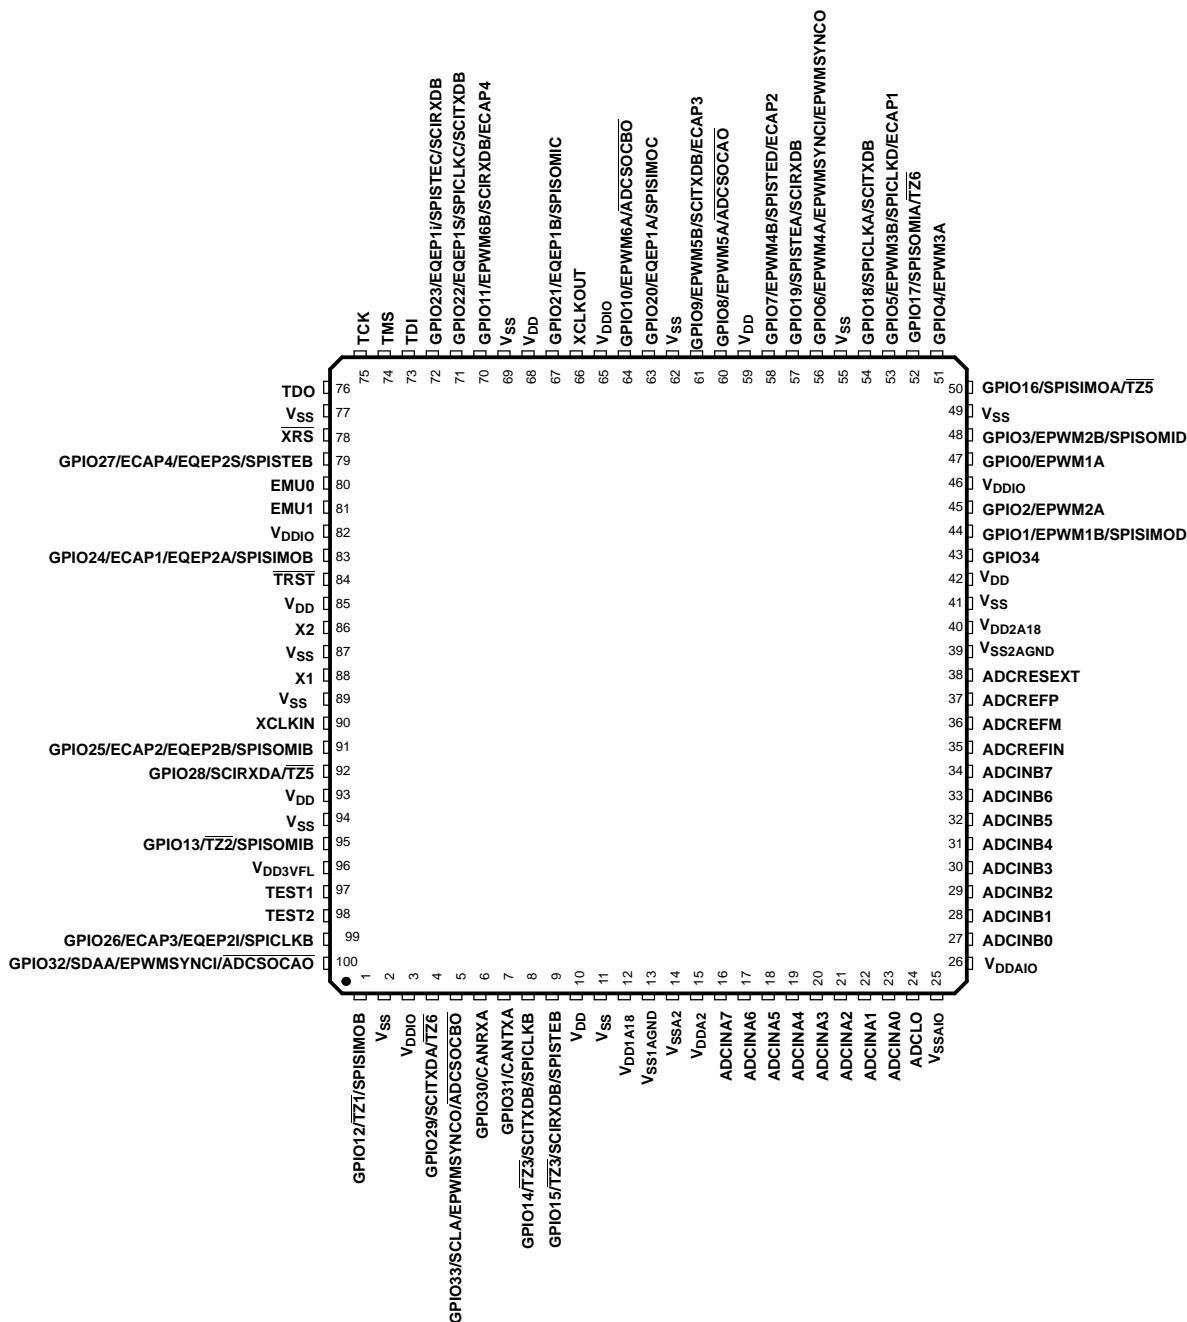 GPIO6/EPWM4A/EPWMSYNCI/EPWMSYNCO
TCK
TMS
TDI
GPIO23/EQEP1i/SPISTEC/SCIRXDB
GPIO22/EQEP1S/SPICLKC/SCITXDB
GPIO11/EPWM6B/SCIRXDB/ECAP4
VSS
VDD
GPIO21/EQEP1B/SPISOMIC
XCLKOUT
VDDIO
GPIO10/EPWM6A/ADCSOCBO
GPIO20/EQEP1A/SPISIMOC
VSS
GPIO9/EPWM5B/SCITXDB/ECAP3
GPIO8/EPWM5A/ADCSOCAO
VDD
GPIO7/EPWM4B/SPISTED/ECAP2
GPIO19/SPISTEA/SCIRXDB
VSS
GPIO18/SPICLKA/SCITXDB
GPIO5/EPWM3B/SPICLKD/ECAP1
GPIO17/SPISOMIA/TZ6
GPIO4/EPWM3A
75
74
73
72
71
70
69
68
67
66
65
64
63
62
61
60
59
58
57
56
55
54
53
52
51
TDO 76
VSS 77
XRS 78
GPIO27/ECAP4/EQEP2S/SPISTEB 79
EMU0 80
EMU1 81
VDDIO 82
GPIO24/ECAP1/EQEP2A/SPISIMOB 83
TRST 84
VDD 85
X2 86
VSS 87
X1 88
VSS 89
XCLKIN 90
GPIO25/ECAP2/EQEP2B/SPISOMIB 91
GPIO28/SCIRXDA/TZ5 92
VDD 93
VSS 94
GPIO13/TZ2/SPISOMIB 95
VDD3VFL 96
TEST1 97
TEST2 98
GPIO26/ECAP3/EQEP2I/SPICLKB 99
GPIO32/SDAA/EPWMSYNCI/ADCSOCAO 100
50 GPIO16/SPISIMOA/TZ5
49 VSS
48 GPIO3/EPWM2B/SPISOMID
47 GPIO0/EPWM1A
46 VDDIO
45 GPIO2/EPWM2A
44 GPIO1/EPWM1B/SPISIMOD
43 GPIO34
42 VDD
41 VSS
40 VDD2A18
39 VSS2AGND
38 ADCRESEXT
37 ADCREFP
36 ADCREFM
35 ADCREFIN
34 ADCINB7
33 ADCINB6
32 ADCINB5
31 ADCINB4
30 ADCINB3
29 ADCINB2
28 ADCINB1
27 ADCINB0
26 VDDAIO
1
2
3
4
5
6
7
8
9
10
11
12
13
14
15
16
17
18
19
20
21
22
23
24
25
GPIO12/TZ1/SPISIMOB
VSS
VDDIO
GPIO29/SCITXDA/TZ6
GPIO33/SCLA/EPWMSYNCO/ADCSOCBO
GPIO30/CANRXA
GPIO31/CANTXA
GPIO14/TZ3/SCITXDB/SPICLKB
GPIO15/TZ3/SCIRXDB/SPISTEB
VDD
VSS
VDD1A18
VSS1AGND
VSSA2
VDDA2
ADCINA7
ADCINA6
ADCINA5
ADCINA4
ADCINA3
ADCINA2
ADCINA1
ADCINA0
ADCLO
VSSAIO